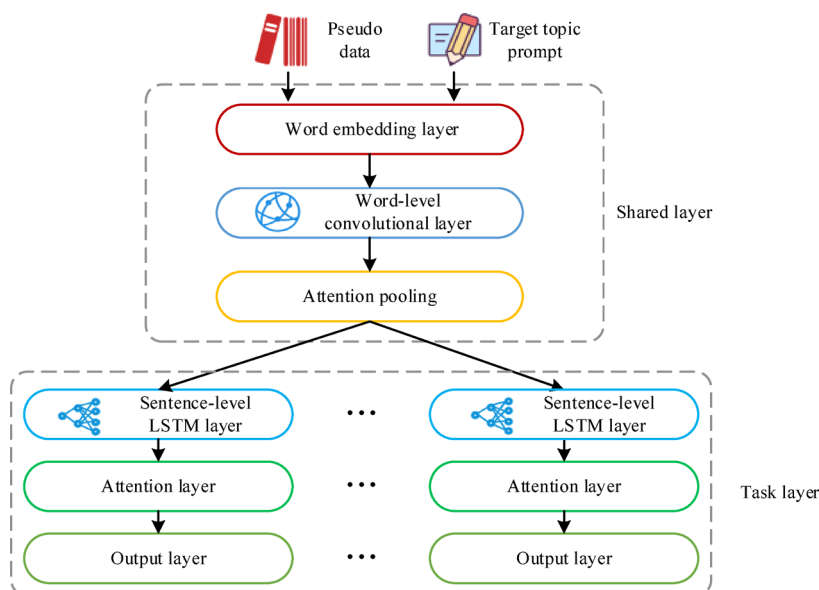 Pseudo
data
Target topic
prompt
Word embedding layer
Word-level
convolutional layer
Shared layer
Attention pooling
Sentence-level
LSTM layer
...
Sentence-level
LSTM layer
Attention layer
...
Attention layer
Task layer
Output layer
...
Output layer